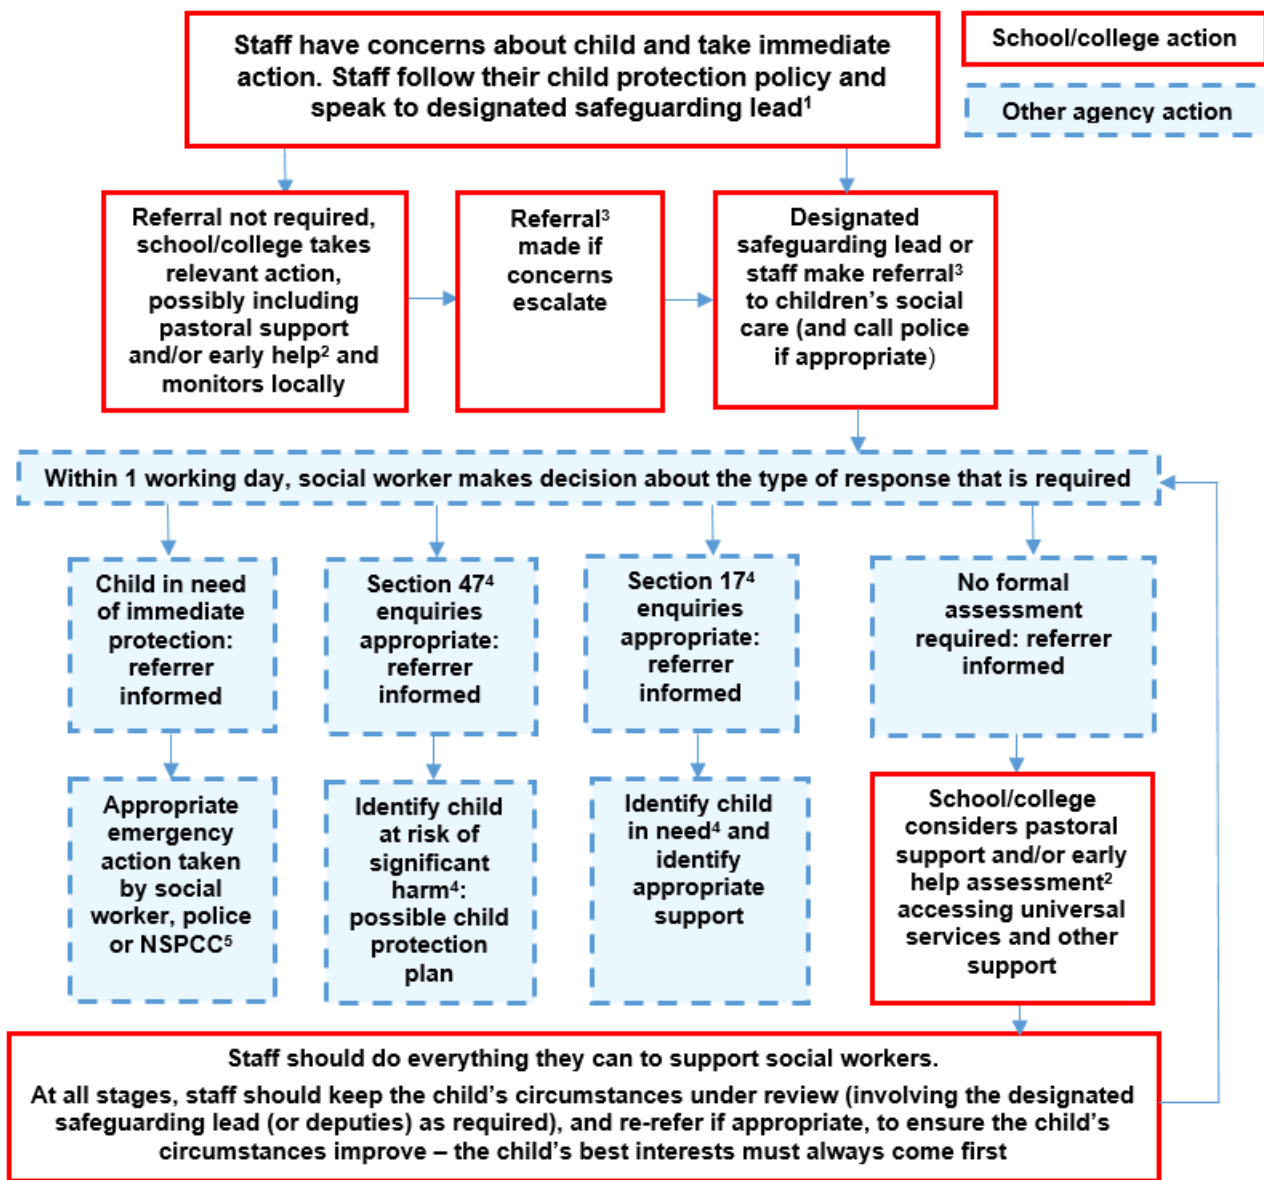 Staff have concerns about child and take immediate
action. Staff follow their child protection policy and
speak to designated safeguarding lead¹
School/college action
Other agency action
Referral not required,
school/college takes
relevant action,
possibly including
pastoral support
and/or early help² and
monitors locally
Referral³
made if
concerns
escalate
Designated
safeguarding lead or
staff make referral³
to children’s social
care (and call police
if appropriate)
Within 1 working day, social worker makes decision about the type of response that is required
Child in need
of immediate
protection:
referrer
informed
Section 47⁴
enquiries
appropriate:
referrer
informed
Section 17⁴
enquiries
appropriate:
referrer
informed
No formal
assessment
required: referrer
informed
Appropriate
emergency
action taken
by social
worker, police
or NSPCC⁵
Identify child
at risk of
significant
harm⁴:
possible child
protection
plan
Identify child
in need⁴ and
identify
appropriate
support
School/college
considers pastoral
support and/or early
help assessment²
accessing universal
services and other
support
Staff should do everything they can to support social workers.
At all stages, staff should keep the child’s circumstances under review (involving the designated
safeguarding lead (or deputies) as required), and re-refer if appropriate, to ensure the child’s
circumstances improve – the child’s best interests must always come first